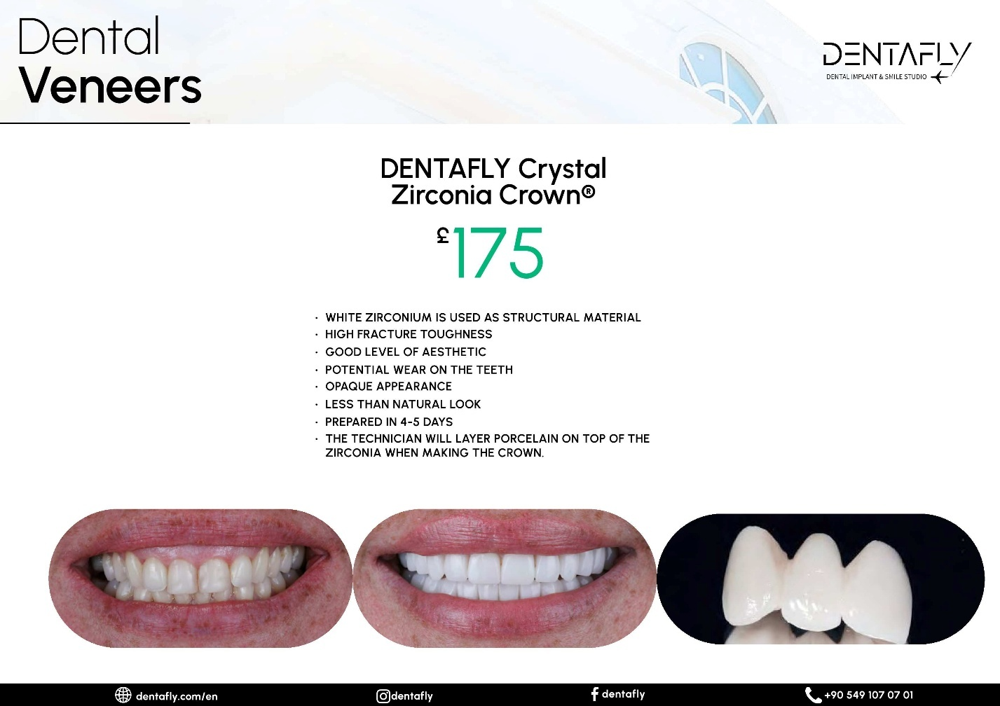 Dental
Veneers
DENTAFLY
DENTAL IMPLANT & SMILE STUDIO
DENTAFLY Crystal
Zirconia Crown®
£175
· WHITE ZIRCONIUM IS USED AS STRUCTURAL MATERIAL
· HIGH FRACTURE TOUGHNESS
· GOOD LEVEL OF AESTHETIC
· POTENTIAL WEAR ON THE TEETH
· OPAQUE APPEARANCE
· LESS THAN NATURAL LOOK
· PREPARED IN 4-5 DAYS
· THE TECHNICIAN WILL LAYER PORCELAIN ON TOP OF THE
ZIRCONIA WHEN MAKING THE CROWN.
dentafly.com/en
dentafly
dentafly
+90 549 107 07 01